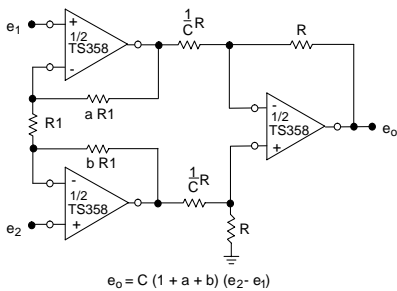 e1
+
1/2
TS358
-
1/C R
R
a R1
R1
-
1/2
TS358
+
eo
b R1
-
1/2
TS358
+
e2
1/C R
R
eo = C (1 + a + b) (e2- e1)